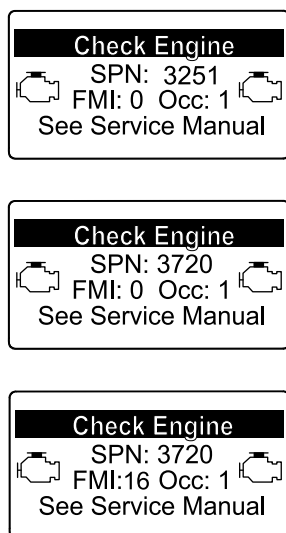 Check Engine
SPN: 3251
FMI: 0 Occ: 1
See Service Manual
Check Engine
SPN: 3720
FMI: 0 Occ: 1
See Service Manual
Check Engine
SPN: 3720
FMI:16 Occ: 1
See Service Manual